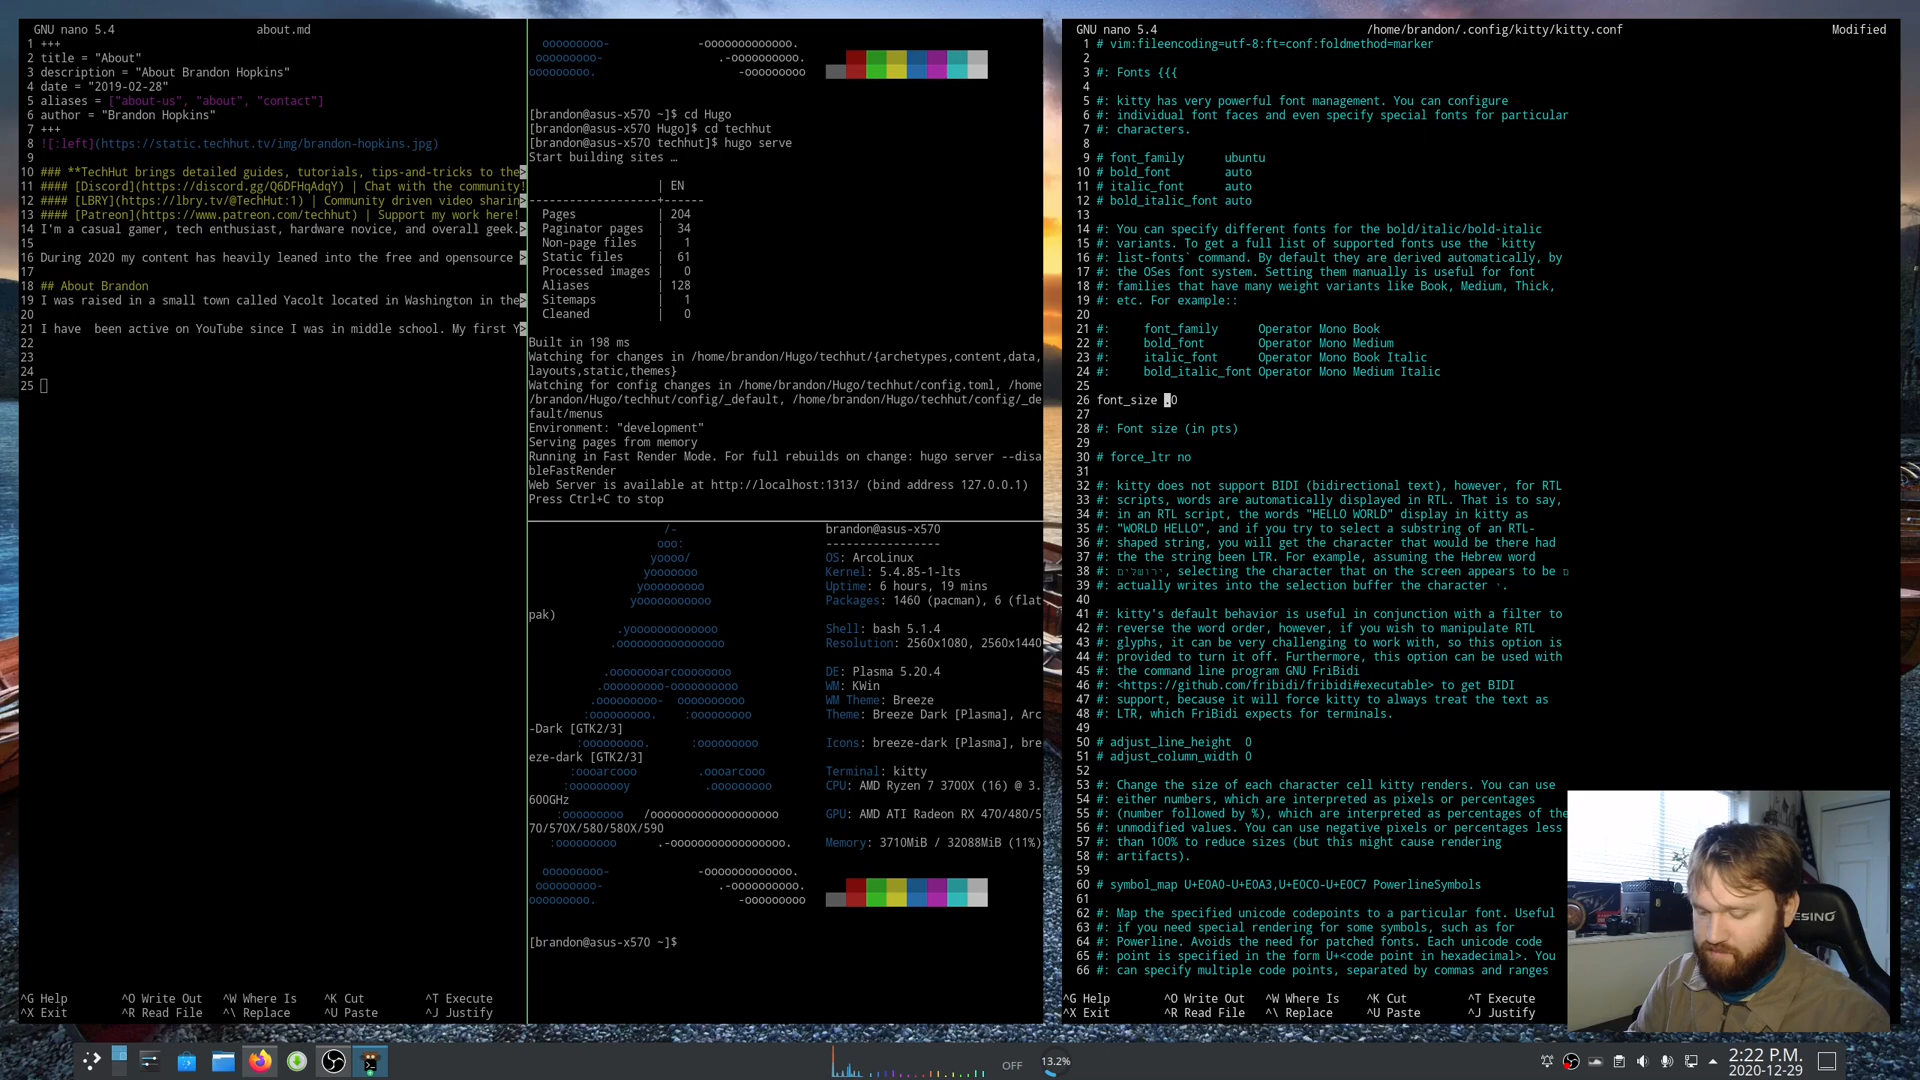 GNU nano 5.4 about.md
1 +++
2 title = "About"
3 description = "About Brandon Hopkins"
4 date = "2019-02-28"
5 aliases = ["about-us", "about", "contact"]
6 author = "Brandon Hopkins"
7 +++
8 ![:left](https://static.techhut.tv/img/brandon-hopkins.jpg)
9
10 ### **TechHut brings detailed guides, tutorials, tips-and-tricks to the>
11 #### [Discord](https://discord.gg/Q6DFHqAdqY) | Chat with the community!
12 #### [LBRY](https://lbry.tv/@TechHut:1) | Community driven video sharin>
13 #### [Patreon](https://www.patreon.com/techhut) | Support my work here!
14 I'm a casual gamer, tech enthusiast, hardware novice, and overall geek.>
15
16 During 2020 my content has heavily leaned into the free and opensource >
17
18 ## About Brandon
19 I was raised in a small town called Yacolt located in Washington in the>
20
21 I have  been active on YouTube since I was in middle school. My first Y>
22
23
24
25
^G Help ^O Write Out ^W Where Is ^K Cut ^T Execute
^X Exit ^R Read File ^\ Replace ^U Paste ^J Justify
ooooooooo- -ooooooooooooo.
oooooooooo- .-oooooooooo
ooooooooo. -ooooooooo
[brandon@asus-x570 ~]$ cd Hugo
[brandon@asus-x570 Hugo]$ cd techhut
[brandon@asus-x570 techhut]$ hugo serve
Start building sites …
| EN
-------------------+------
Pages | 204
Paginator pages | 34
Non-page files | 1
Static files | 61
Processed images | 0
Aliases | 128
Sitemaps | 1
Cleaned | 0
Built in 198 ms
Watching for changes in /home/brandon/Hugo/techhut/{archetypes,content,data,
layouts,static,themes}
Watching for config changes in /home/brandon/Hugo/techhut/config.toml, /home
/brandon/Hugo/techhut/config/_default, /home/brandon/Hugo/techhut/config/_de
fault/menus
Environment: "development"
Serving pages from memory
Running in Fast Render Mode. For full rebuilds on change: hugo server --disa
bleFastRender
Web Server is available at http://localhost:1313/ (bind address 127.0.0.1)
Press Ctrl+C to stop
/- brandon@asus-x570
ooo: -----------------
yoooo/ OS: ArcoLinux
yooooooo Kernel: 5.4.85-1-lts
yooooooooo Uptime: 6 hours, 19 mins
yooooooooooo Packages: 1460 (pacman), 6 (flat
pak)
.yooooooooooooo Shell: bash 5.1.4
.ooooooooooooooo Resolution: 2560x1080, 2560x1440
.oooooooarcoooooooo DE: Plasma 5.20.4
.ooooooooo-oooooooooo WM: KWin
.ooooooooo-  oooooooooo WM Theme: Breeze
:ooooooooo.   :ooooooooo Theme: Breeze Dark [Plasma], Arc
-Dark [GTK2/3]
:ooooooooo.      :ooooooooo Icons: breeze-dark [Plasma], bre
eze-dark [GTK2/3]
:oooarcooo        .oooarcooo Terminal: kitty
:ooooooooy          .ooooooooo CPU: AMD Ryzen 7 3700X (16) @ 3.
600GHz
:ooooooooo   /ooooooooooooooooooo GPU: AMD ATI Radeon RX 470/480/5
70/570X/580/580X/590
:ooooooooo      .-ooooooooooooooooo. Memory: 3710MiB / 32088MiB (11%)
ooooooooo- -ooooooooooooo.
oooooooooo- .-oooooooooo
ooooooooo. -ooooooooo
[brandon@asus-x570 ~]$
GNU nano 5.4 /home/brandon/.config/kitty/kitty.conf Modified
1 # vim:fileencoding=utf-8:ft=conf:foldmethod=marker
2
3 #: Fonts {{{
4
5 #: kitty has very powerful font management. You can configure
6 #: individual font faces and even specify special fonts for particular
7 #: characters.
8
9 # font_family      ubuntu
10 # bold_font        auto
11 # italic_font      auto
12 # bold_italic_font auto
13
14 #: You can specify different fonts for the bold/italic/bold-italic
15 #: variants. To get a full list of supported fonts use the `kitty
16 #: list-fonts` command. By default they are derived automatically, by
17 #: the OSes font system. Setting them manually is useful for font
18 #: families that have many weight variants like Book, Medium, Thick,
19 #: etc. For example::
20
21 #:     font_family      Operator Mono Book
22 #:     bold_font        Operator Mono Medium
23 #:     italic_font      Operator Mono Book Italic
24 #:     bold_italic_font Operator Mono Medium Italic
25
26 font_size .0
27
28 #: Font size (in pts)
29
30 # force_ltr no
31
32 #: kitty does not support BIDI (bidirectional text), however, for RTL
33 #: scripts, words are automatically displayed in RTL. That is to say,
34 #: in an RTL script, the words "HELLO WORLD" display in kitty as
35 #: "WORLD HELLO", and if you try to select a substring of an RTL-
36 #: shaped string, you will get the character that would be there had
37 #: the the string been LTR. For example, assuming the Hebrew word
38 #: ירושלים, selecting the character that on the screen appears to be ם
39 #: actually writes into the selection buffer the character י.
40
41 #: kitty's default behavior is useful in conjunction with a filter to
42 #: reverse the word order, however, if you wish to manipulate RTL
43 #: glyphs, it can be very challenging to work with, so this option is
44 #: provided to turn it off. Furthermore, this option can be used with
45 #: the command line program GNU FriBidi
46 #: <https://github.com/fribidi/fribidi#executable> to get BIDI
47 #: support, because it will force kitty to always treat the text as
48 #: LTR, which FriBidi expects for terminals.
49
50 # adjust_line_height  0
51 # adjust_column_width 0
52
53 #: Change the size of each character cell kitty renders. You can use
54 #: either numbers, which are interpreted as pixels or percentages
55 #: (number followed by %), which are interpreted as percentages of the
56 #: unmodified values. You can use negative pixels or percentages less
57 #: than 100% to reduce sizes (but this might cause rendering
58 #: artifacts).
59
60 # symbol_map U+E0A0-U+E0A3,U+E0C0-U+E0C7 PowerlineSymbols
61
62 #: Map the specified unicode codepoints to a particular font. Useful
63 #: if you need special rendering for some symbols, such as for
64 #: Powerline. Avoids the need for patched fonts. Each unicode code
65 #: point is specified in the form U+<code point in hexadecimal>. You
66 #: can specify multiple code points, separated by commas and ranges
^G Help ^O Write Out ^W Where Is ^K Cut ^T Execute
^X Exit ^R Read File ^\ Replace ^U Paste ^J Justify
ESINO
OFF 13.2%
2:22 P.M.
2020-12-29